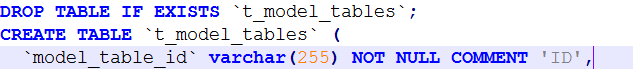 DROP TABLE IF EXISTS `t_model_tables`;
CREATE TABLE `t_model_tables` (
  `model_table_id` varchar(255) NOT NULL COMMENT 'ID',